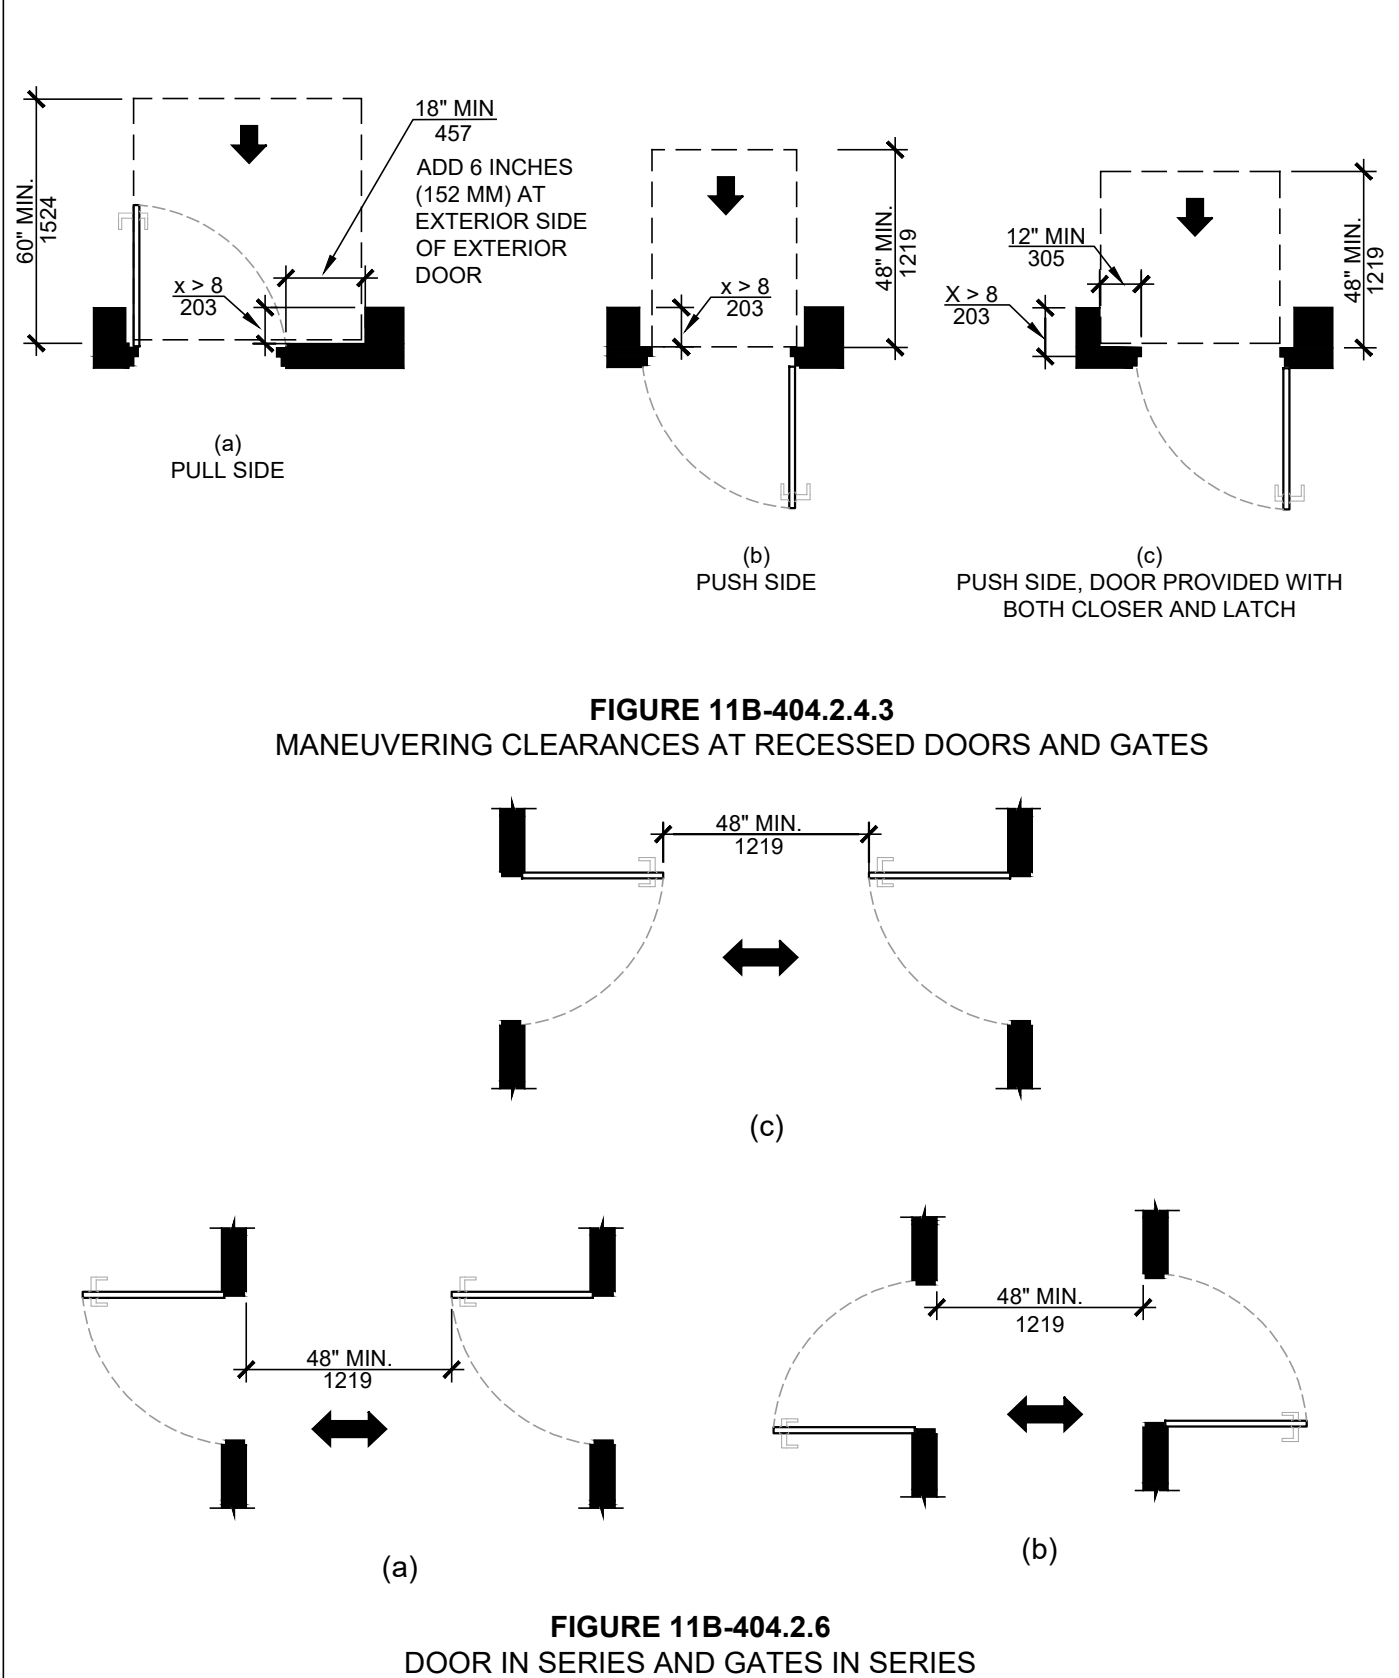 60" MIN.
1524
18" MIN
457
ADD 6 INCHES
(152 MM) AT
EXTERIOR SIDE
OF EXTERIOR
DOOR
x > 8
203
(a)
PULL SIDE
x > 8
203
48" MIN.
1219
(b)
PUSH SIDE
12" MIN
305
X > 8
203
48" MIN.
1219
(c)
PUSH SIDE, DOOR PROVIDED WITH
BOTH CLOSER AND LATCH
FIGURE 11B-404.2.4.3
MANEUVERING CLEARANCES AT RECESSED DOORS AND GATES
48" MIN.
1219
(c)
48" MIN.
1219
(a)
48" MIN.
1219
(b)
FIGURE 11B-404.2.6
DOOR IN SERIES AND GATES IN SERIES